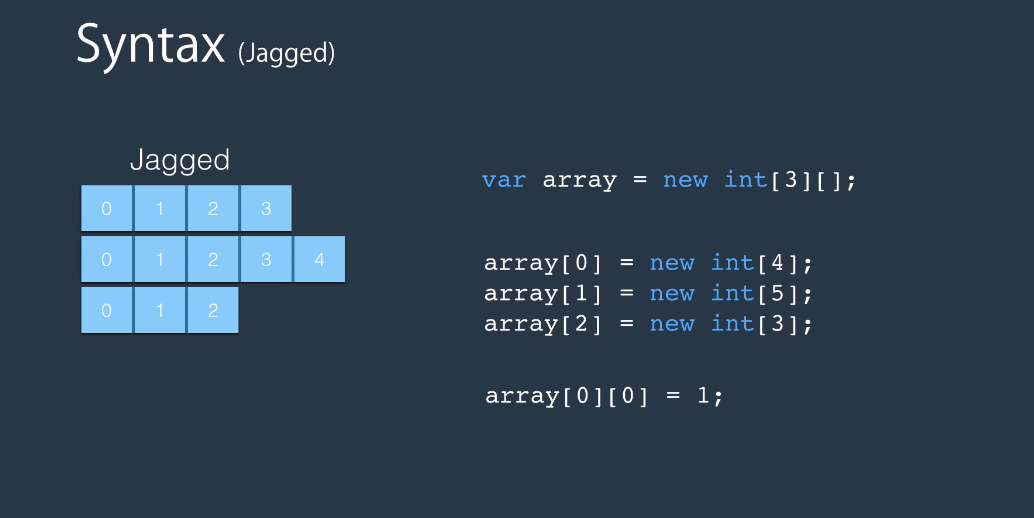 Syntax (Jagged)
Jagged
0 1 2 3
0 1 2 3 4
0 1 2
var array = new int[3][];
array[0] = new int[4];
array[1] = new int[5];
array[2] = new int[3];
array[0][0] = 1;